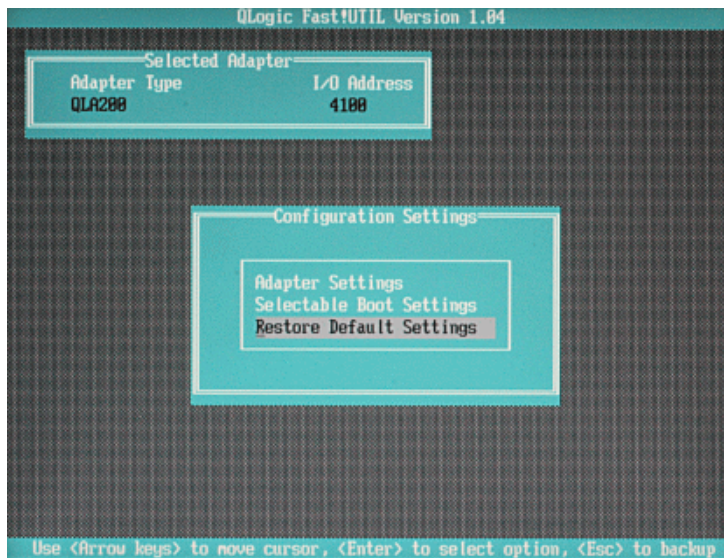 QLogic Fast!UTIL Version 1.04
Selected Adapter
Adapter Type I/O Address
QLA200 4100
Configuration Settings
Adapter Settings
Selectable Boot Settings
Restore Default Settings
Use <Arrow keys> to move cursor, <Enter> to select option, <Esc> to backup